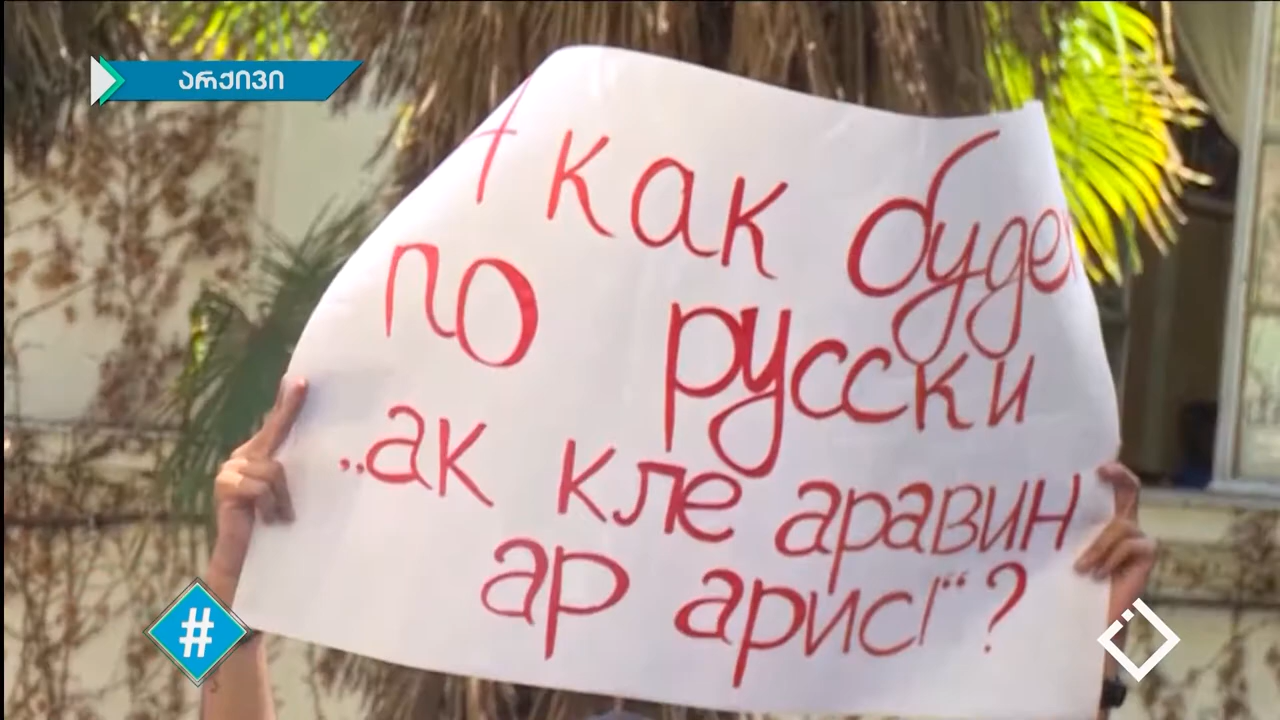 არქივი
А как будет
по русски
„ак кле аравин
ар арис!“?
#